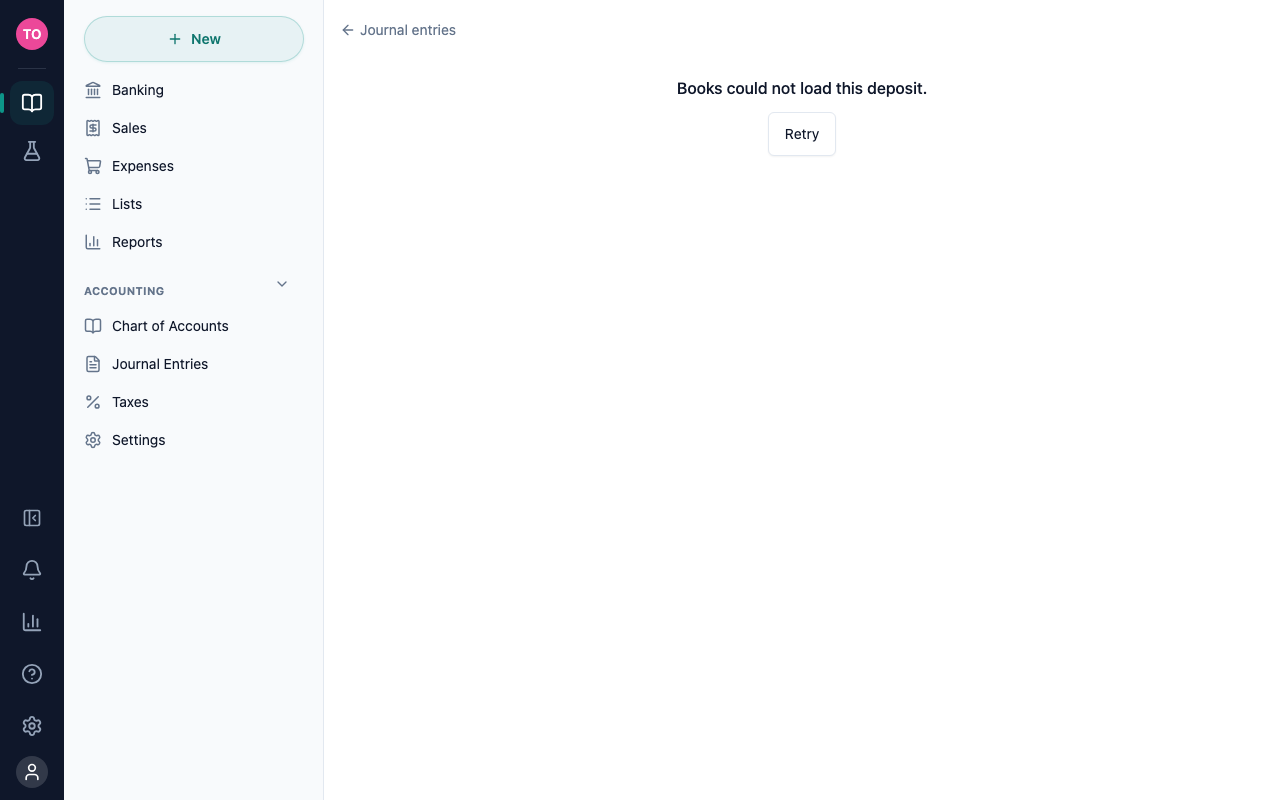 TO
New
Banking
Sales
Expenses
Lists
Reports
ACCOUNTING
Chart of Accounts
Journal Entries
Taxes
Settings
Journal entries
Books could not load this deposit.
Retry